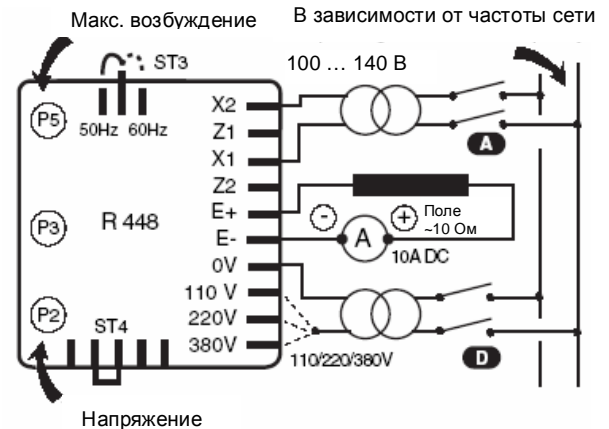 Макс. возбуждение
В зависимости от частоты сети
ST3
100 … 140 В
P5
50Hz 60Hz
X2
Z1
X1
A
Z2
P3
R 448
E+
E-
- A +
Поле
~10 Ом
10A DC
0V
110 V
P2
ST4
220V
380V
110/220/380V
D
Напряжение